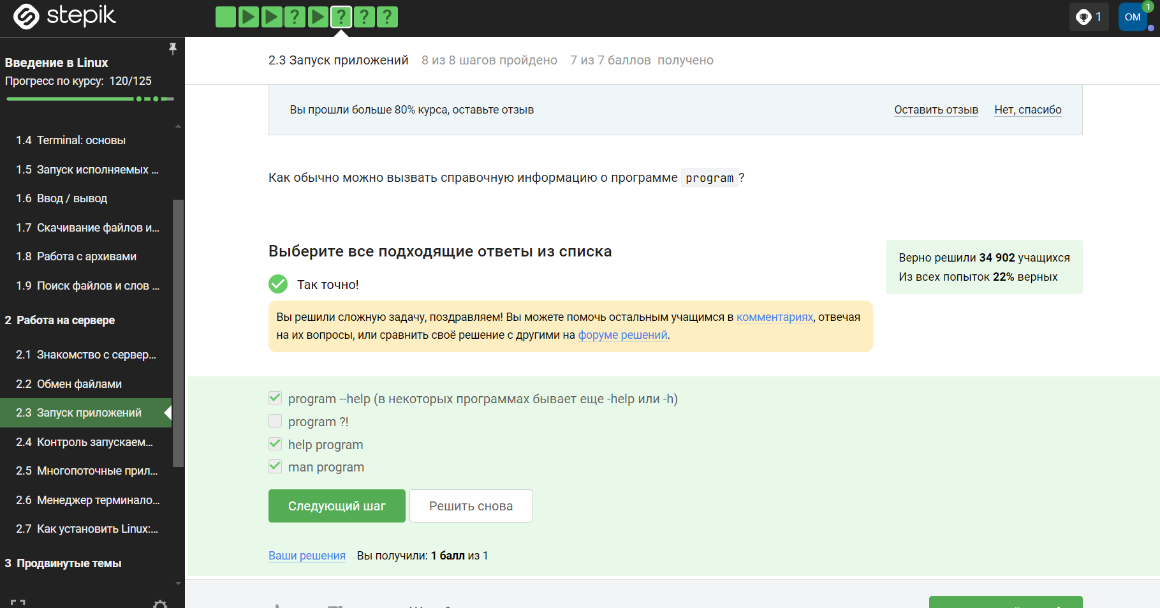 stepik
? ? ? ?
1
OM
1
Введение в Linux
Прогресс по курсу: 120/125
1.4 Terminal: основы
1.5 Запуск исполняемых ...
1.6 Ввод / вывод
1.7 Скачивание файлов и...
1.8 Работа с архивами
1.9 Поиск файлов и слов ...
2 Работа на сервере
2.1 Знакомство с сервер...
2.2 Обмен файлами
2.3 Запуск приложений
2.4 Контроль запускаем...
2.5 Многопоточные прил...
2.6 Менеджер терминало...
2.7 Как установить Linux:...
3 Продвинутые темы
2.3 Запуск приложений 8 из 8 шагов пройдено 7 из 7 баллов получено
Вы прошли больше 80% курса, оставьте отзыв Оставить отзыв Нет, спасибо
Как обычно можно вызвать справочную информацию о программе program ?
Выберите все подходящие ответы из списка
Верно решили 34 902 учащихся
Из всех попыток 22% верных
Так точно!
Вы решили сложную задачу, поздравляем! Вы можете помочь остальным учащимся в комментариях, отвечая
на их вопросы, или сравнить своё решение с другими на форуме решений.
program --help (в некоторых программах бывает еще -help или -h)
program ?!
help program
man program
Следующий шаг Решить снова
Ваши решения Вы получили: 1 балл из 1